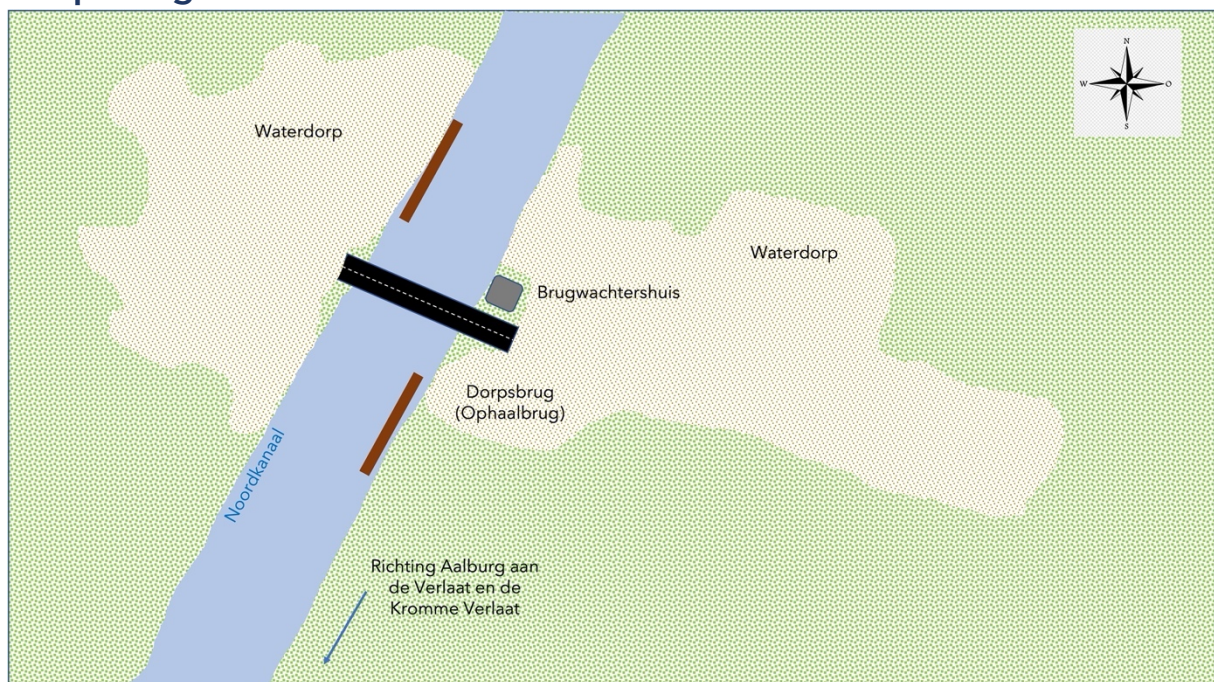 N
W
O
S
Waterdorp
Waterdorp
Brugwachtershuis
Dorpsbrug
(Ophaalbrug)
Noordkanaal
Richting Aalburg aan
de Verlaat en de
Kromme Verlaat